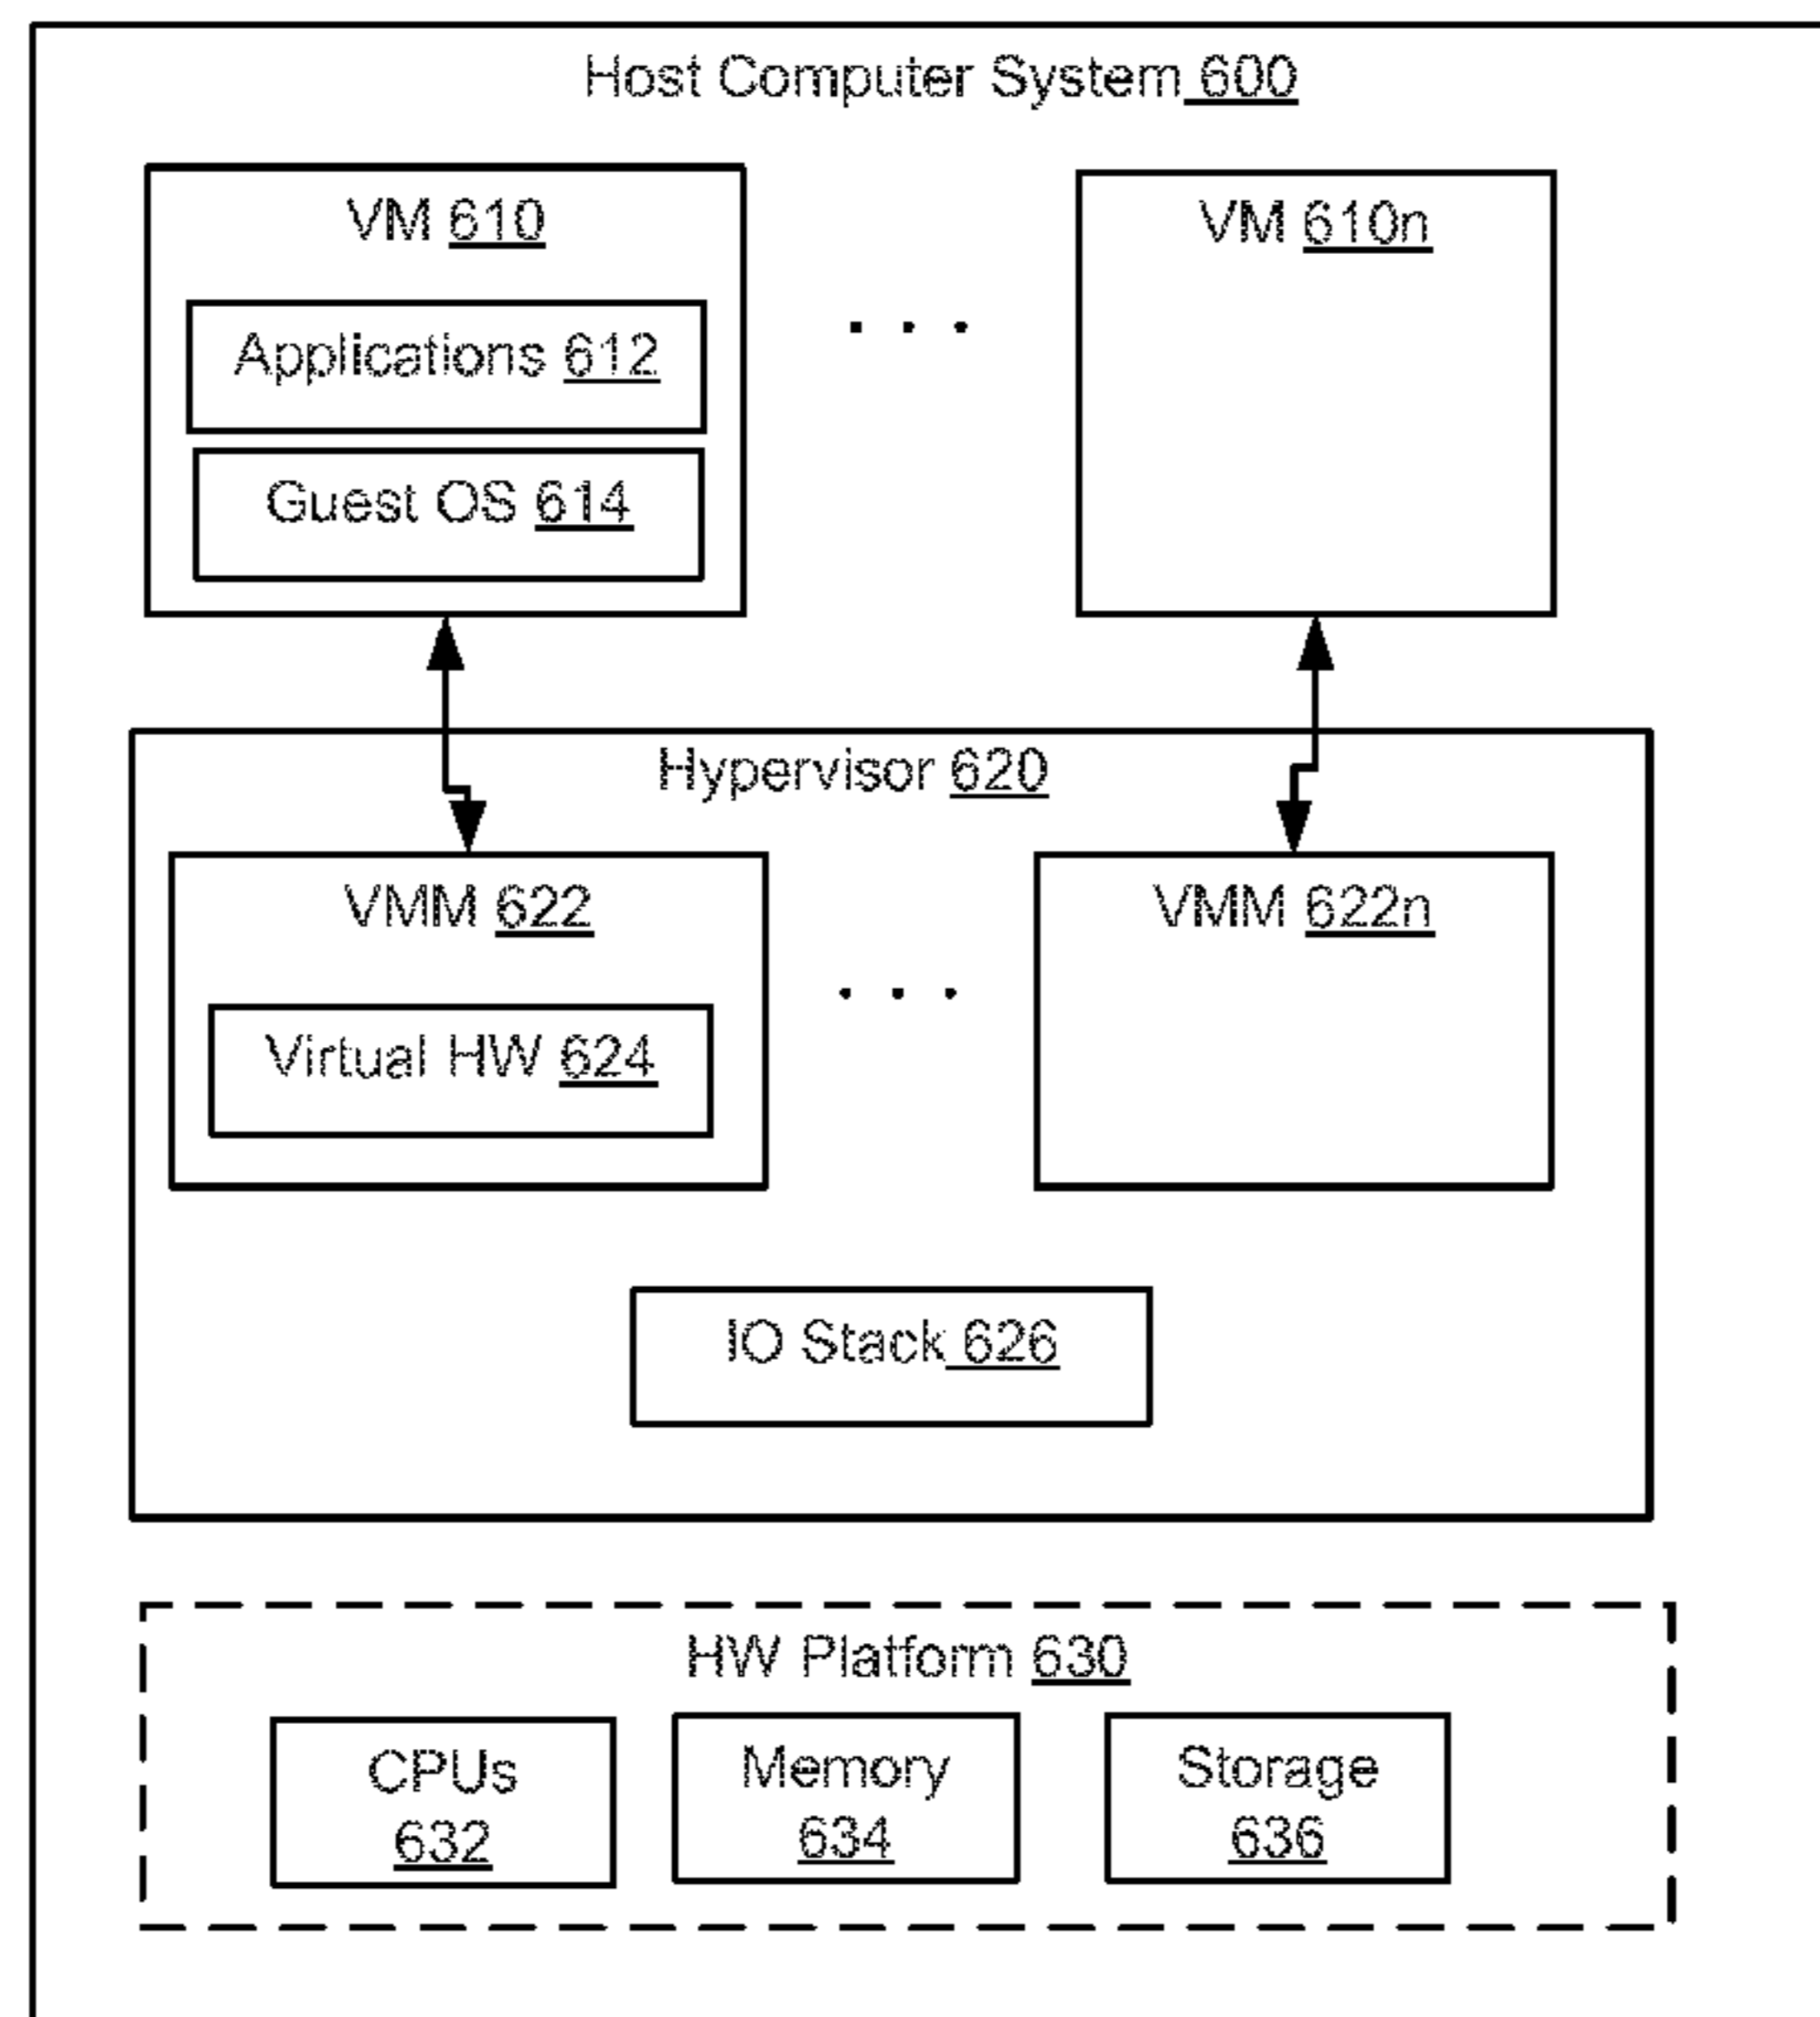 Host Computer System 600
VM 610
VM 610n
Applications 612
. . .
Guest OS 614
Hypervisor 620
VMM 622
VMM 622n
. . .
Virtual HW 624
IO Stack 626
HW Platform 630
CPUs
632
Memory
634
Storage
636